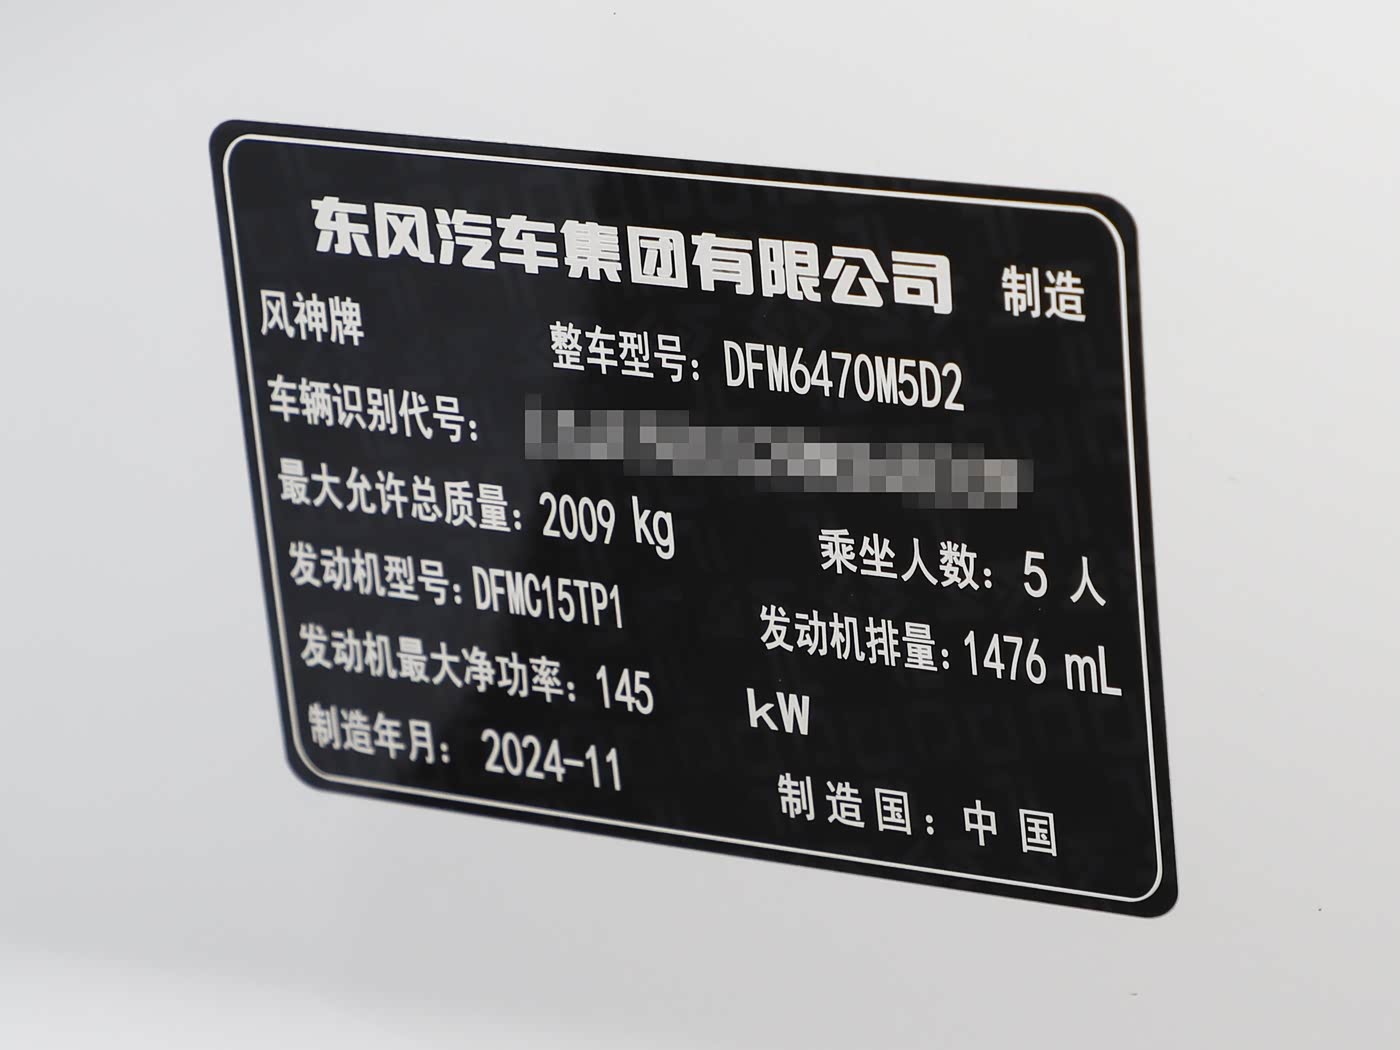 东风汽车集团有限公司 制造
风神牌 整车型号：DFM6470M5D2
车辆识别代号：
最大允许总质量：2009 kg 乘坐人数：5 人
发动机型号：DFMC15TP1 发动机排量：1476 mL
发动机最大净功率：145 kW
制造年月：2024-11 制造国：中国